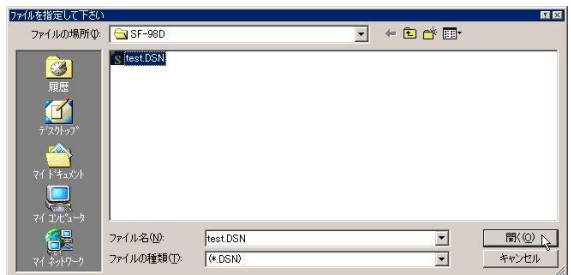 ファイルを指定して下さい
ファイルの場所(I):
SF-98D
test.DSN
履歴
デスクトップ
マイ ドキュメント
マイ コンピュータ
マイ ネットワーク
ファイル名(N):
test.DSN
開く(O)
ファイルの種類(T):
(*.DSN)
キャンセル